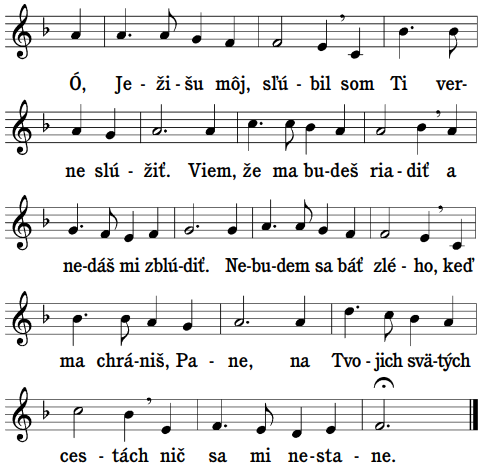 Ó, Je - ži - šu môj, sľú - bil som Ti ver-
ne slú - žiť. Viem, že ma bu-deš ria - diť a
ne-dáš mi zblú-diť. Ne-bu-dem sa báť zlé - ho, keď
ma chrá-niš, Pa - ne, na Tvo-jich svä-tých
ces - tách nič sa mi ne-sta - ne.